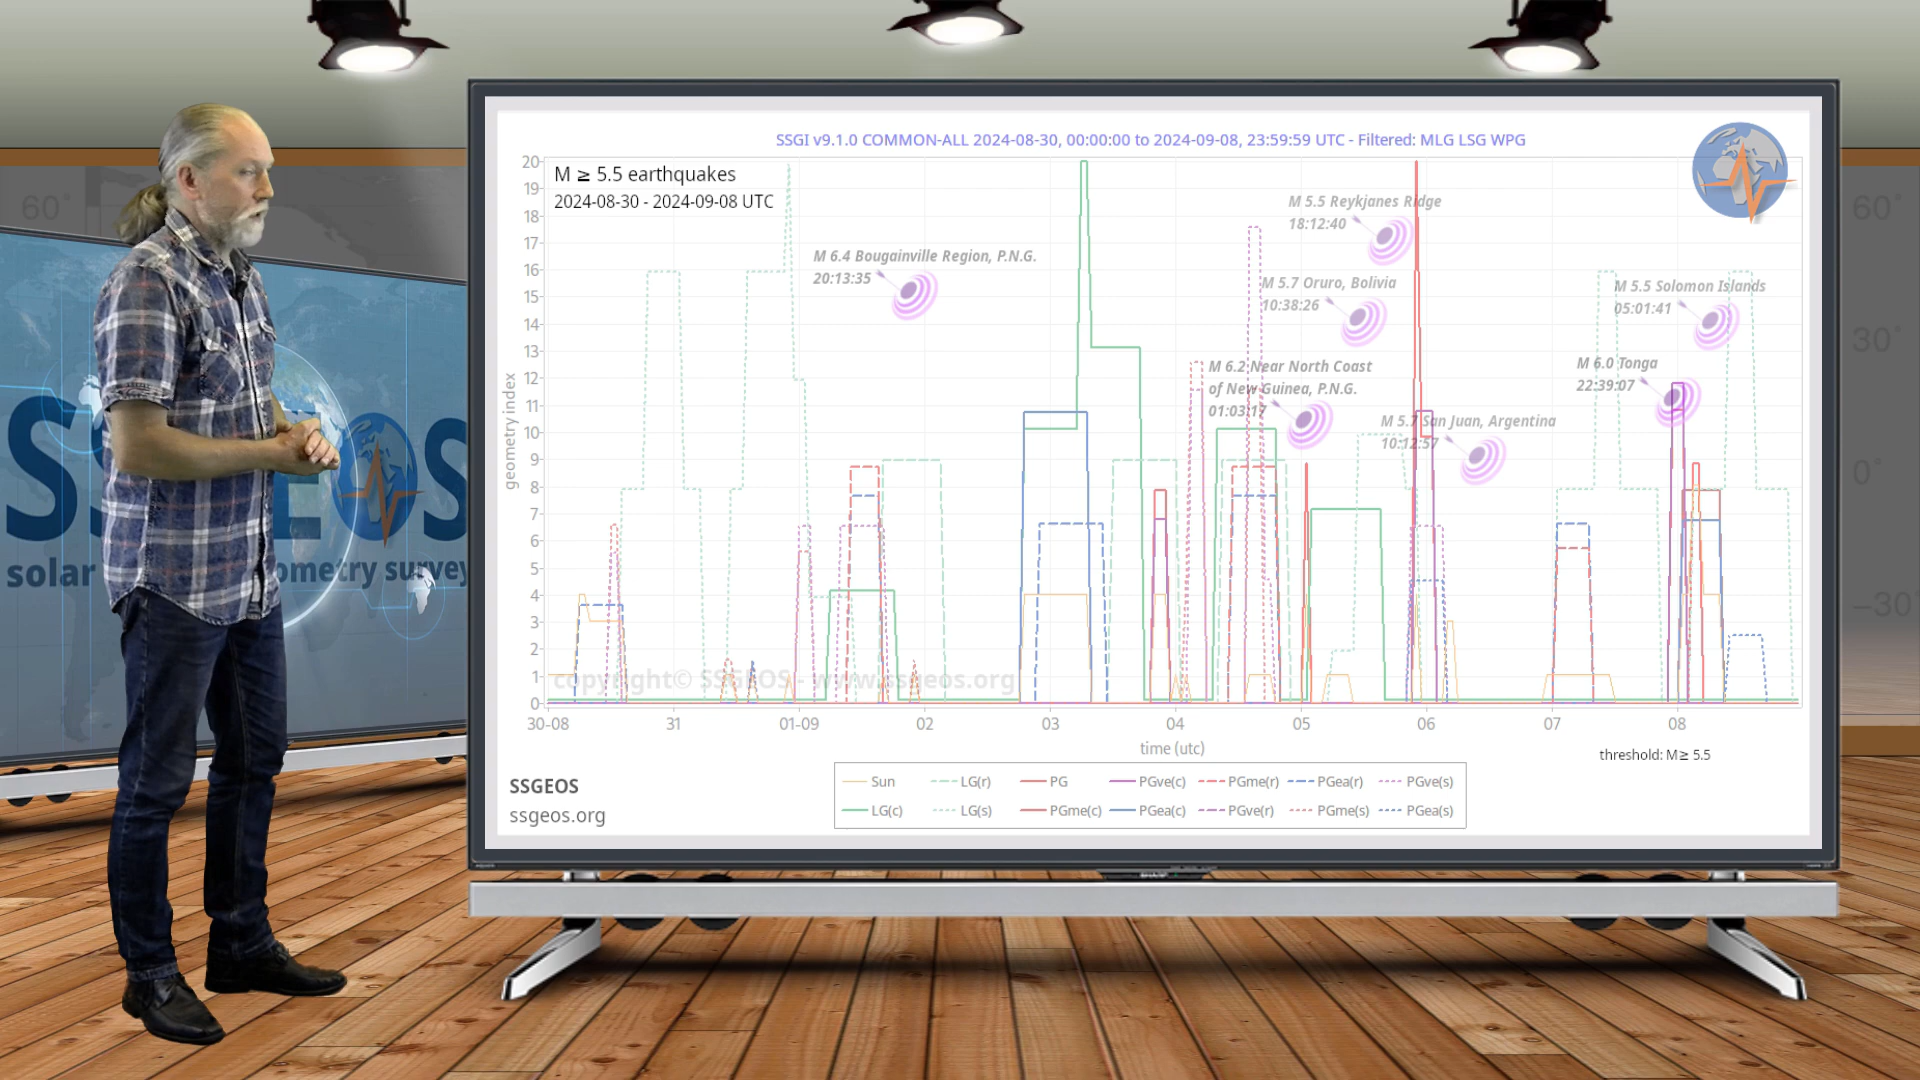 SSGI v9.1.0 COMMON-ALL 2024-08-30, 00:00:00 to 2024-09-08, 23:59:59 UTC - Filtered: MLG LSG WPG
M ≥ 5.5 earthquakes
2024-08-30 - 2024-09-08 UTC
M 5.5 Reykjanes Ridge
18:12:40
M 6.4 Bougainville Region, P.N.G.
20:13:35
M 5.7 Oruro, Bolivia
10:38:26
M 5.5 Solomon Islands
05:01:41
M 6.2 Near North Coast
of New Guinea, P.N.G.
01:03:17
M 6.0 Tonga
22:39:07
M 5.7 San Juan, Argentina
10:12:57
geometry index
20
19
18
17
16
15
14
13
12
11
10
9
8
7
6
5
4
3
2
1
0
copyright© SSGEOS - www.ssgeos.org
30-08 31 01-09 02 03 04 05 06 07 08
time (utc)
threshold: M≥ 5.5
Sun LG(r) PG PGve(c) PGme(r) PGea(r) PGve(s)
LG(c) LG(s) PGme(c) PGea(c) PGve(r) PGme(s) PGea(s)
SSGEOS
ssgeos.org
60°
SSGEOS
solar ometry survey
60°
30°
0°
-30°
SHARP